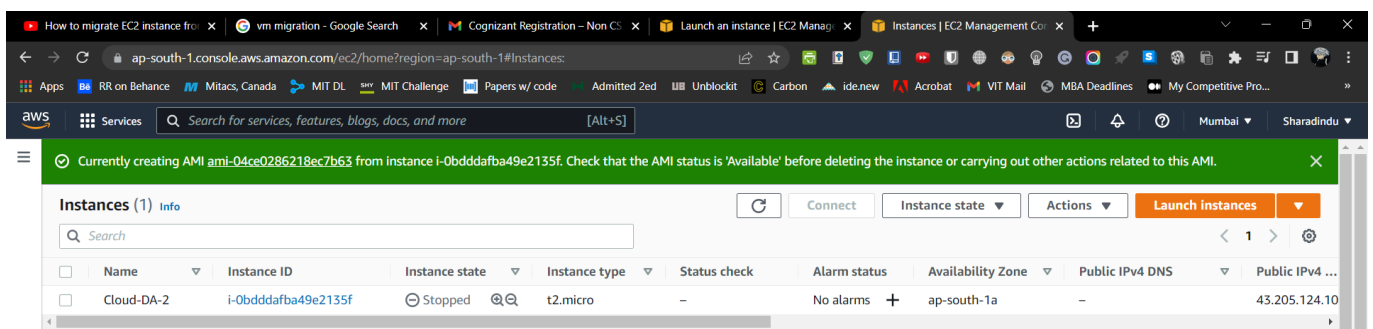 How to migrate EC2 instance fro
vm migration - Google Search
Cognizant Registration – Non CS
Launch an instance | EC2 Manage
Instances | EC2 Management Con
ap-south-1.console.aws.amazon.com/ec2/home?region=ap-south-1#Instances:
Apps Bē RR on Behance Mitacs, Canada MIT DL SHY MIT Challenge Papers w/ code Admitted 2ed UB Unblockit Carbon ide.new Acrobat VIT Mail MBA Deadlines My Competitive Pro... »
aws Services Search for services, features, blogs, docs, and more [Alt+S] Mumbai ▼ Sharadindu ▼
Currently creating AMI ami-04ce0286218ec7b63 from instance i-0bdddafba49e2135f. Check that the AMI status is 'Available' before deleting the instance or carrying out other actions related to this AMI.
Instances (1) Info Connect Instance state ▼ Actions ▼ Launch instances ▼
Search 1
Name Instance ID Instance state Instance type Status check Alarm status Availability Zone Public IPv4 DNS Public IPv4 ...
Cloud-DA-2 i-0bdddafba49e2135f Stopped t2.micro – No alarms + ap-south-1a – 43.205.124.10